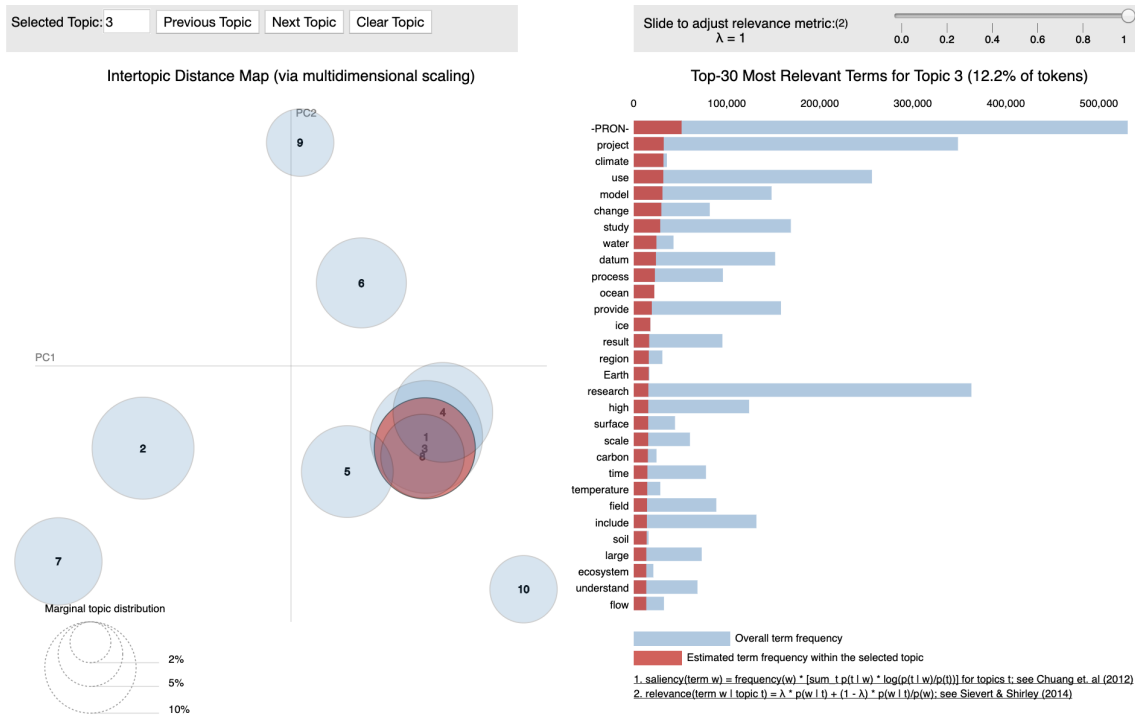 Selected Topic: 3 Previous Topic Next Topic Clear Topic
Slide to adjust relevance metric:(2)
λ = 1
0.0 0.2 0.4 0.6 0.8 1
Intertopic Distance Map (via multidimensional scaling)
PC2
9
6
PC1
4
1
3
8
2
5
7
10
Marginal topic distribution
2%
5%
10%
Top-30 Most Relevant Terms for Topic 3 (12.2% of tokens)
0 100,000 200,000 300,000 400,000 500,000
-PRON-
project
climate
use
model
change
study
water
datum
process
ocean
provide
ice
result
region
Earth
research
high
surface
scale
carbon
time
temperature
field
include
soil
large
ecosystem
understand
flow
Overall term frequency
Estimated term frequency within the selected topic
1. saliency(term w) = frequency(w) * [sum_t p(t | w) * log(p(t | w)/p(t))] for topics t; see Chuang et. al (2012)
2. relevance(term w | topic t) = λ * p(w | t) + (1 - λ) * p(w | t)/p(w); see Sievert & Shirley (2014)